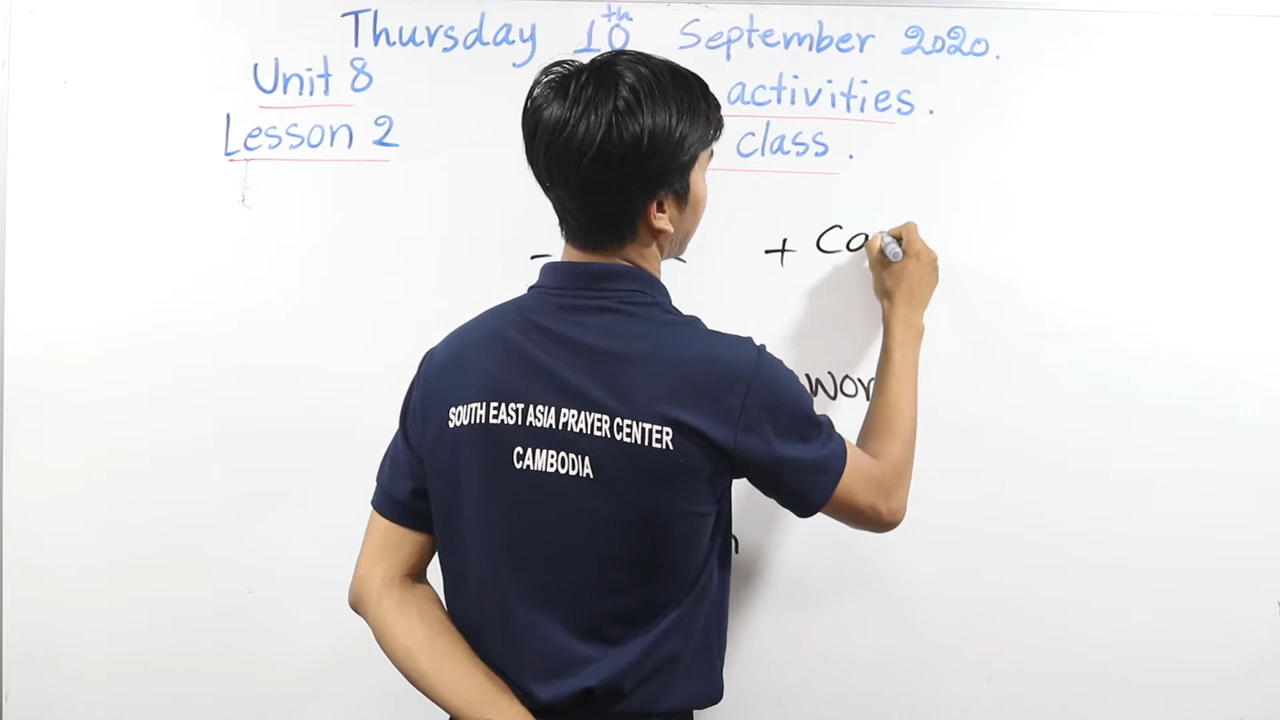 Thursday 10th September 2020.
Unit 8 activities.
Lesson 2 class.
- + Co
wor
SOUTH EAST ASIA PRAYER CENTER
CAMBODIA